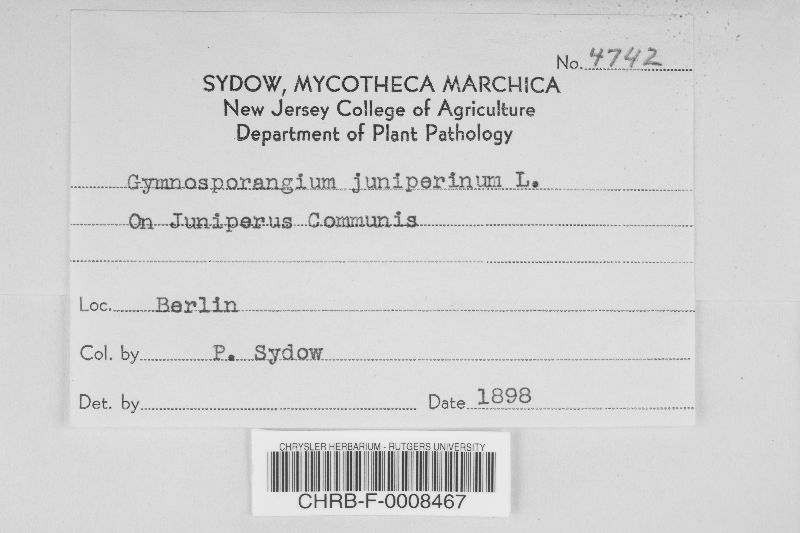 No. 4742
SYDOW, MYCOTHECA MARCHICA
New Jersey College of Agriculture
Department of Plant Pathology
Gymnosporangium juniperinum L.
On Juniperus Communis
Loc. Berlin
Col. by P. Sydow
Det. by Date 1898
CHRYSLER HERBARIUM - RUTGERS UNIVERSITY
CHRB-F-0008467